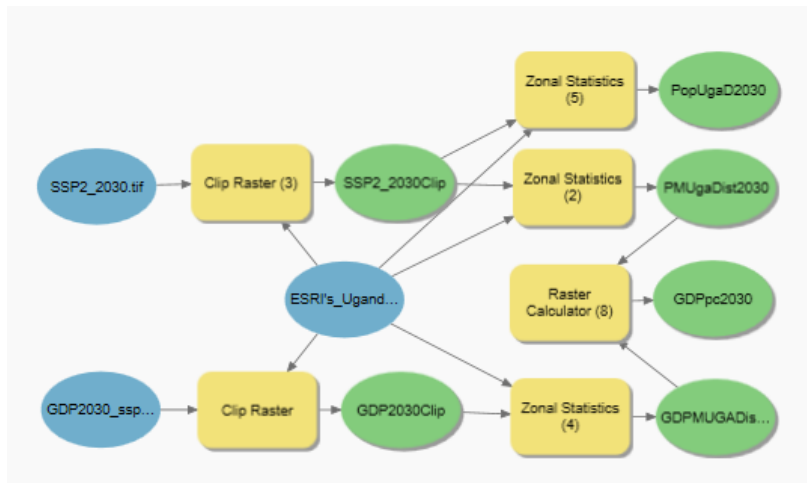 Zonal Statistics
(5)
PopUgaD2030
SSP2_2030.tif
Clip Raster (3)
SSP2_2030Clip
Zonal Statistics
(2)
PMUgaDist2030
ESRI's_Ugand...
Raster
Calculator (8)
GDPpc2030
GDP2030_ssp...
Clip Raster
GDP2030Clip
Zonal Statistics
(4)
GDPMUGADis...